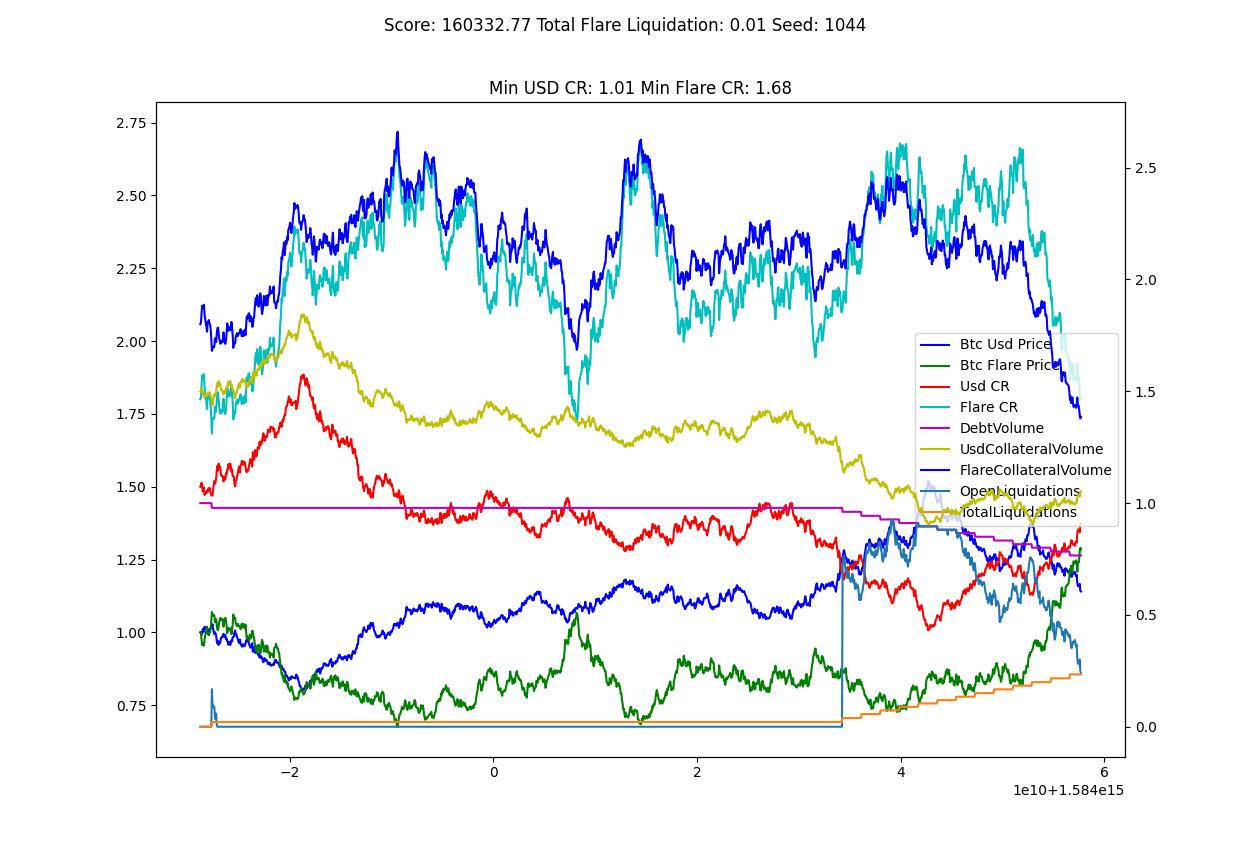 Score: 160332.77 Total Flare Liquidation: 0.01 Seed: 1044
Min USD CR: 1.01 Min Flare CR: 1.68
2.75
2.50
2.25
2.00
1.75
1.50
1.25
1.00
0.75
2.5
2.0
1.5
1.0
0.5
0.0
Btc Usd Price
Btc Flare Price
Usd CR
Flare CR
DebtVolume
UsdCollateralVolume
FlareCollateralVolume
OpenLiquidations
TotalLiquidations
−2 0 2 4 6
1e10+1.584e15